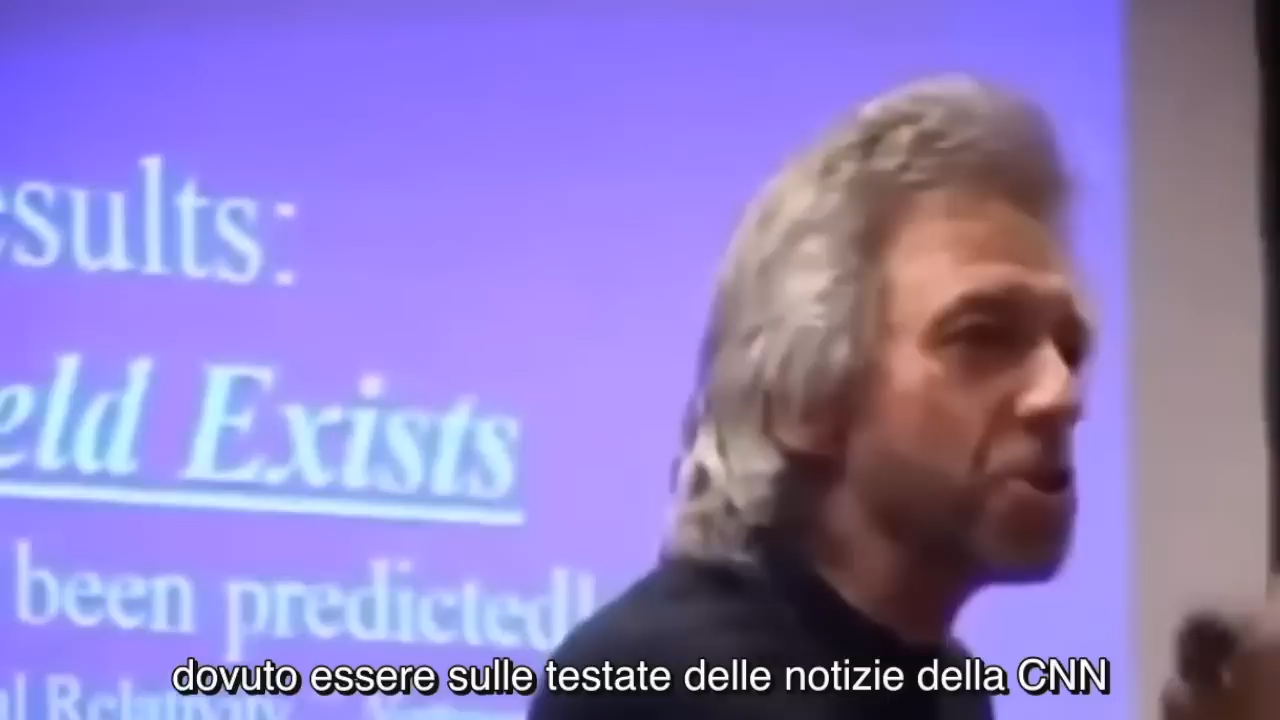 esults:
eld Exists
been predicted!
dovuto essere sulle testate delle notizie della CNN